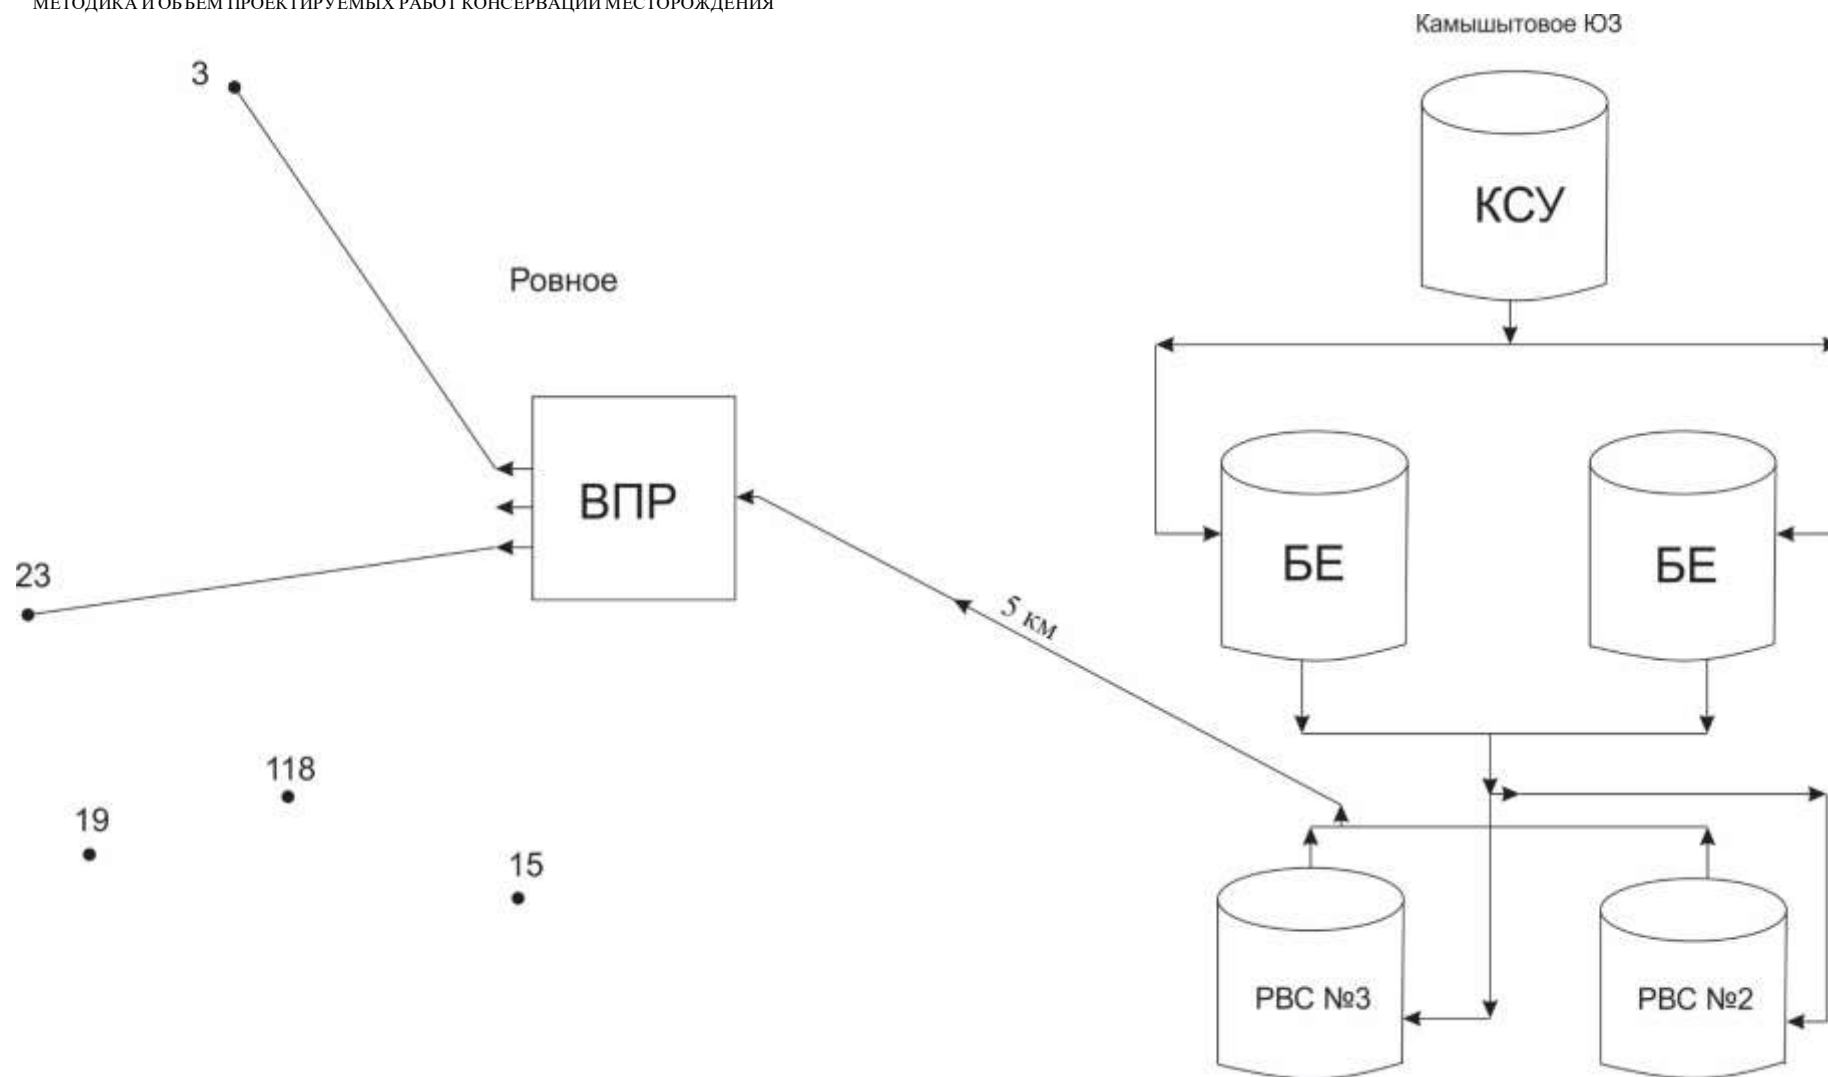 МЕТОДИКА И ОБЪЕМ ПРОЕКТИРУЕМЫХ РАБОТ КОНСЕРВАЦИИ МЕСТОРОЖДЕНИЯ
Камышытовое ЮЗ
3
КСУ
Ровное
ВПР
БЕ
БЕ
23
5 км
118
19
15
РВС №3
РВС №2